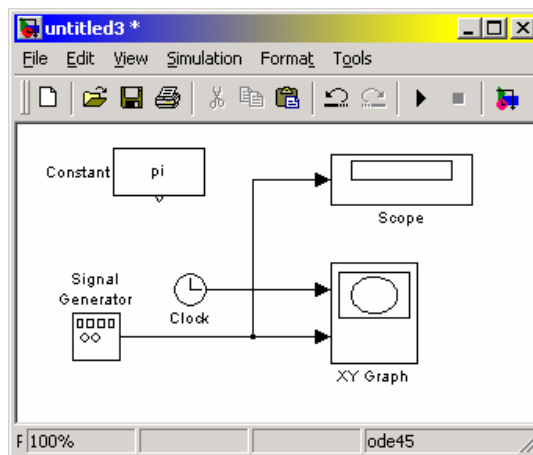 untitled3 *
File Edit View Simulation Format Tools
Constant
pi
Scope
Signal
Generator
Clock
XY Graph
F 100%
ode45